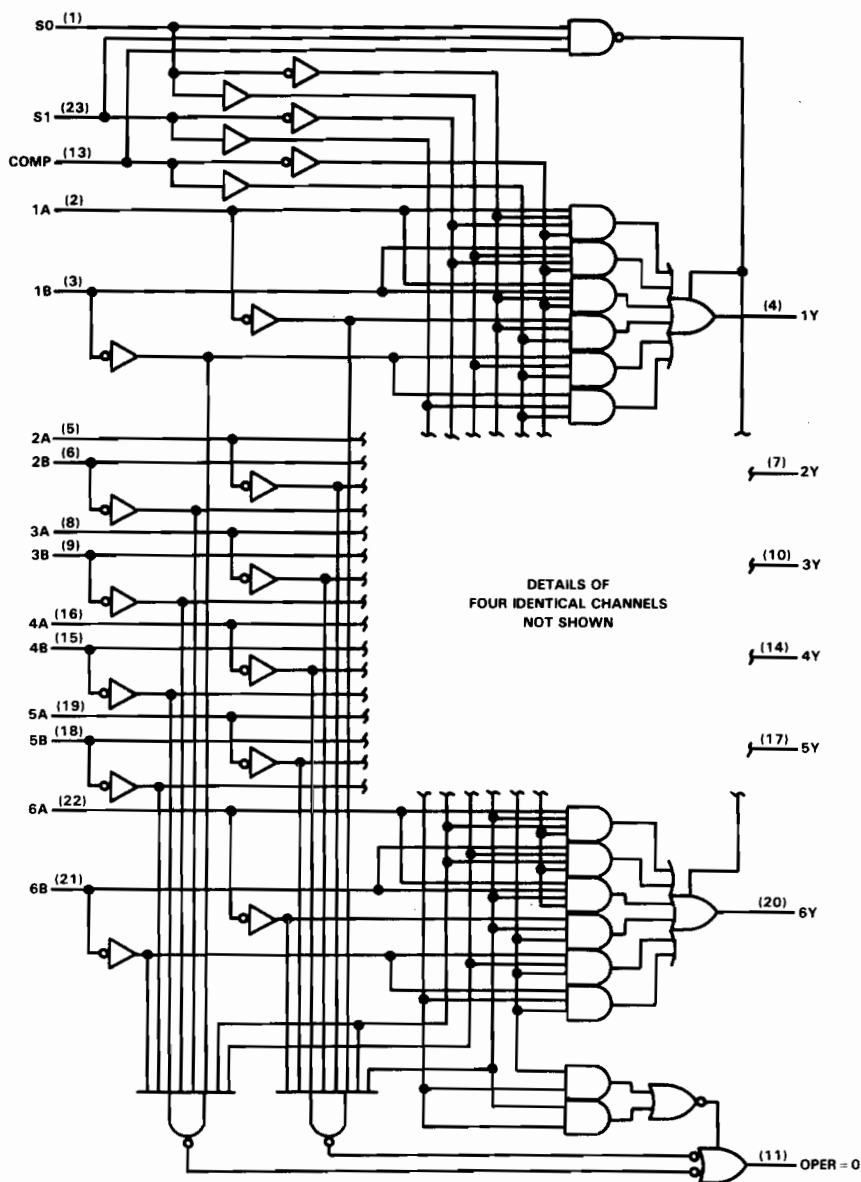 S0 (1)
S1 (23)
COMP (13)
1A (2)
1B (3)
(4) 1Y
2A (5)
2B (6)
(7) 2Y
3A (8)
3B (9)
(10) 3Y
DETAILS OF
FOUR IDENTICAL CHANNELS
NOT SHOWN
4A (16)
4B (15)
(14) 4Y
5A (19)
5B (18)
(17) 5Y
6A (22)
6B (21)
(20) 6Y
(11) OPER = 0